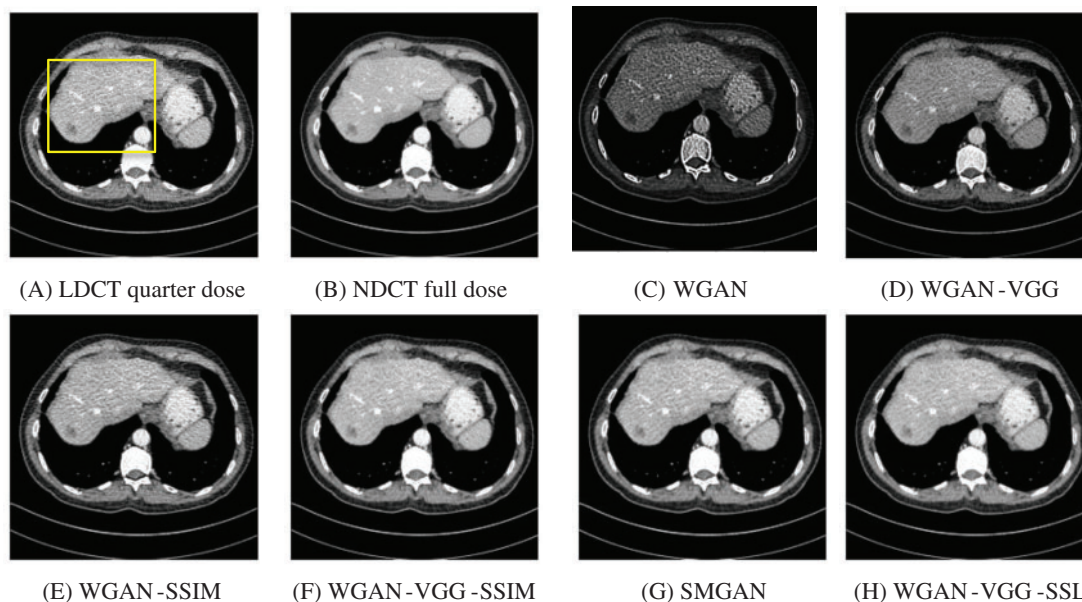 (A) LDCT quarter dose
(B) NDCT full dose
(C) WGAN
(D) WGAN-VGG
(E) WGAN-SSIM
(F) WGAN-VGG-SSIM
(G) SMGAN
(H) WGAN-VGG-SSL